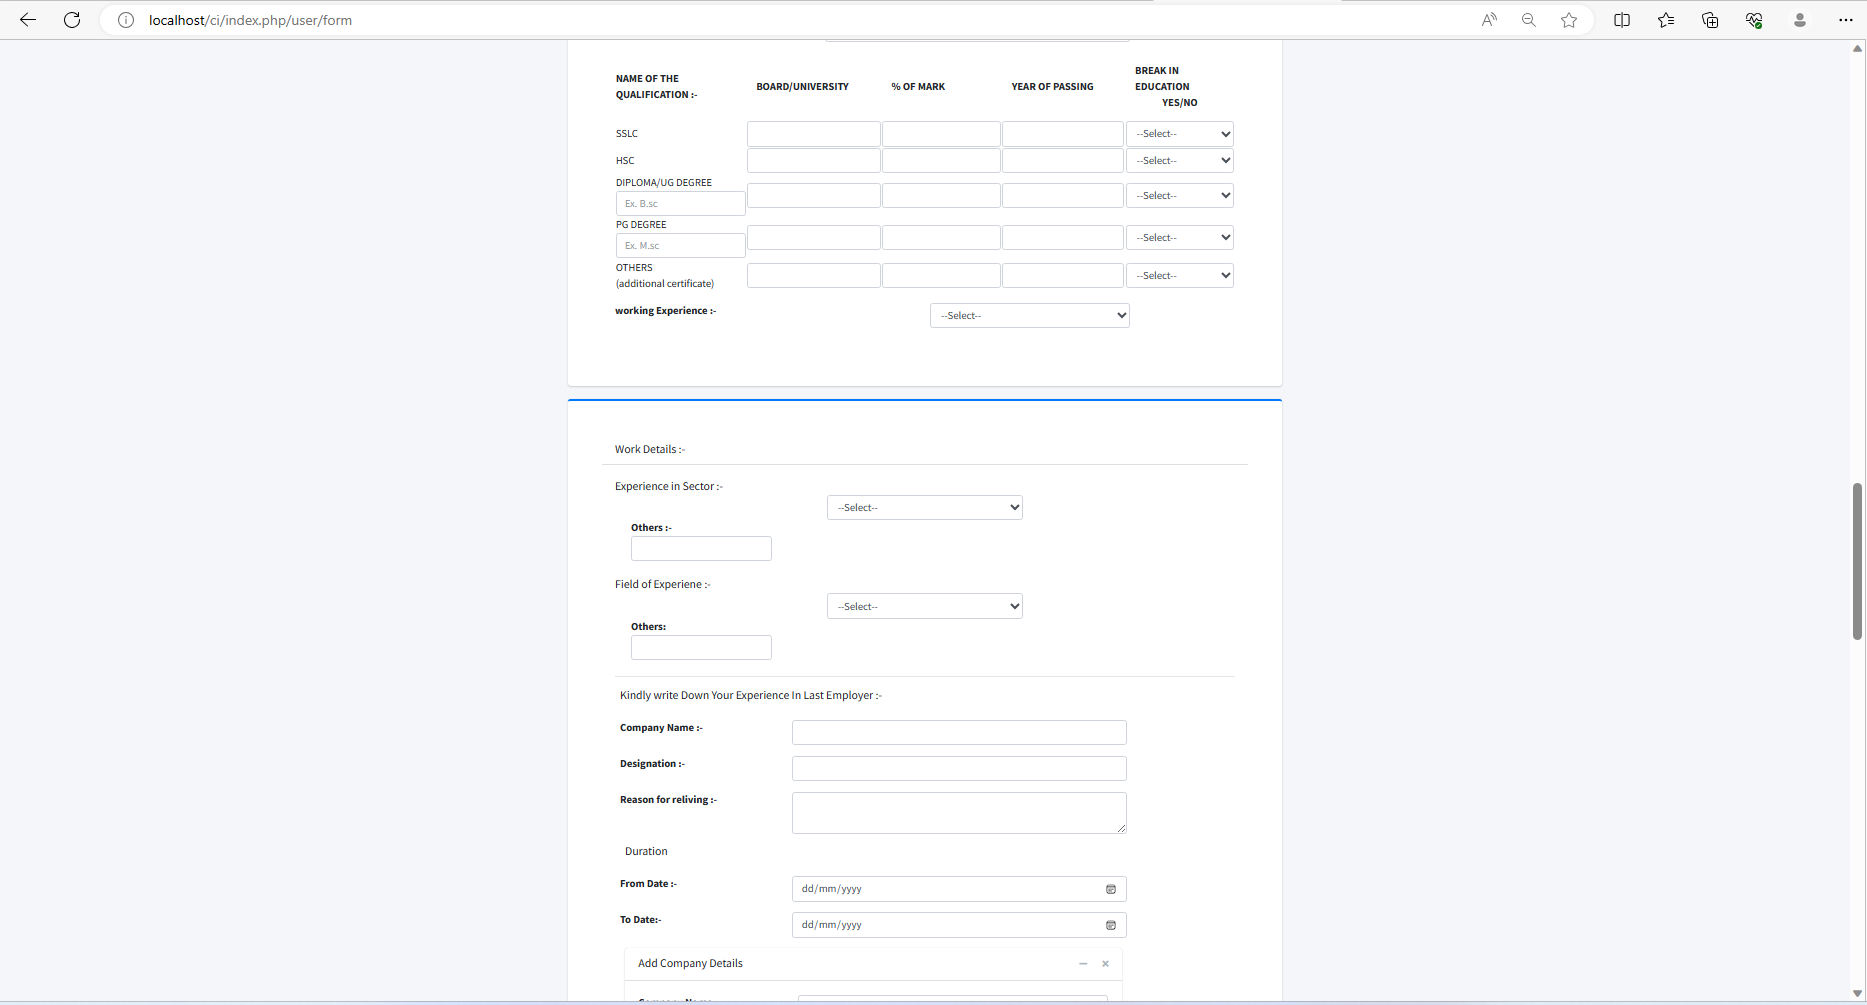 localhost/ci/index.php/user/form
NAME OF THE QUALIFICATION :-
BOARD/UNIVERSITY
% OF MARK
YEAR OF PASSING
BREAK IN EDUCATION YES/NO
SSLC
--Select--
HSC
--Select--
DIPLOMA/UG DEGREE
Ex. B.sc
--Select--
PG DEGREE
Ex. M.sc
--Select--
OTHERS
(additional certificate)
--Select--
working Experience :-
--Select--
Work Details :-
Experience in Sector :-
--Select--
Others :-
Field of Experiene :-
--Select--
Others:
Kindly write Down Your Experience In Last Employer :-
Company Name :-
Designation :-
Reason for reliving :-
Duration
From Date :-
dd/mm/yyyy
To Date:-
dd/mm/yyyy
Add Company Details